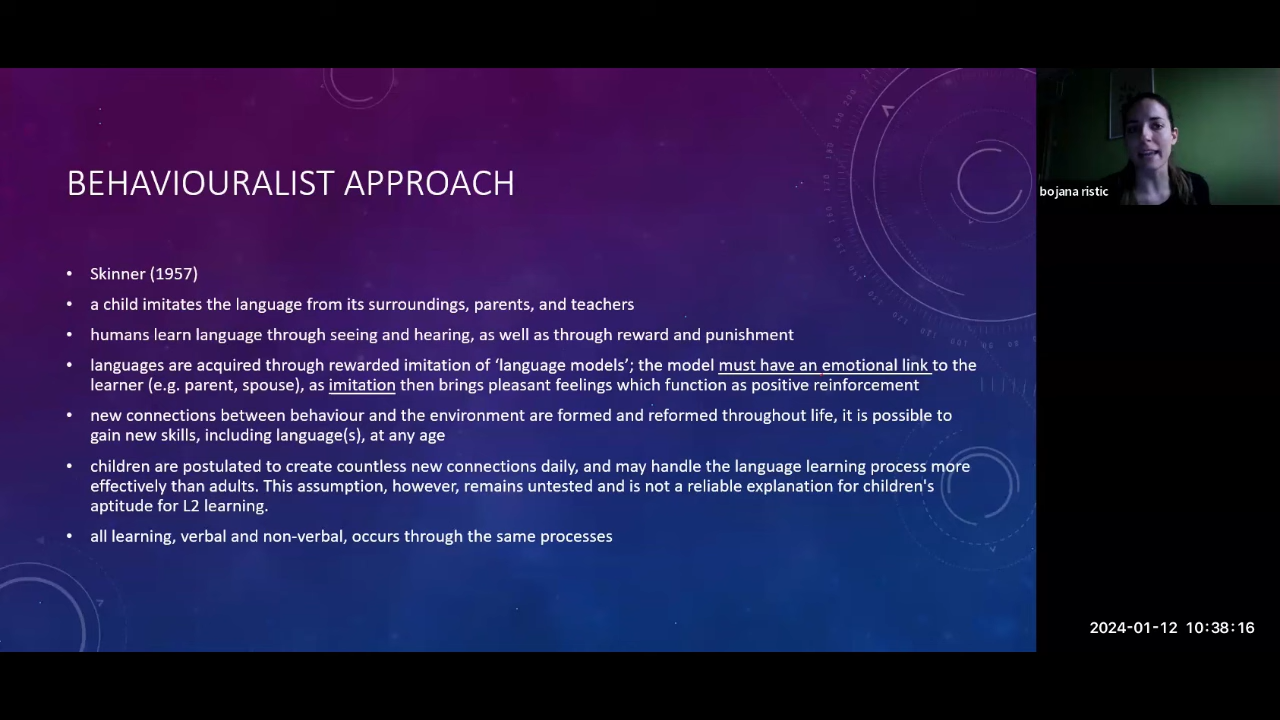 BEHAVIOURALIST APPROACH
• Skinner (1957)
• a child imitates the language from its surroundings, parents, and teachers
• humans learn language through seeing and hearing, as well as through reward and punishment
• languages are acquired through rewarded imitation of ‘language models’; the model must have an emotional link to the
learner (e.g. parent, spouse), as imitation then brings pleasant feelings which function as positive reinforcement
• new connections between behaviour and the environment are formed and reformed throughout life, it is possible to
gain new skills, including language(s), at any age
• children are postulated to create countless new connections daily, and may handle the language learning process more
effectively than adults. This assumption, however, remains untested and is not a reliable explanation for children's
aptitude for L2 learning.
• all learning, verbal and non-verbal, occurs through the same processes
bojana ristic
2024-01-12 10:38:16